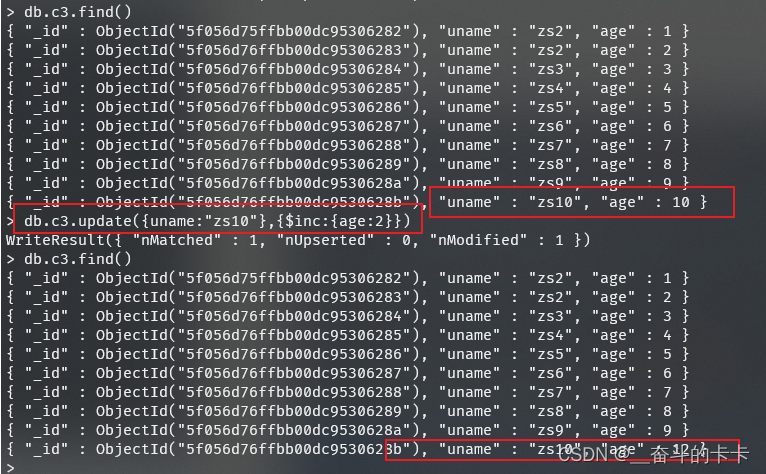 > db.c3.find()
{ "_id" : ObjectId("5f056d75ffbb00dc95306282"), "uname" : "zs2", "age" : 1 }
{ "_id" : ObjectId("5f056d76ffbb00dc95306283"), "uname" : "zs2", "age" : 2 }
{ "_id" : ObjectId("5f056d76ffbb00dc95306284"), "uname" : "zs3", "age" : 3 }
{ "_id" : ObjectId("5f056d76ffbb00dc95306285"), "uname" : "zs4", "age" : 4 }
{ "_id" : ObjectId("5f056d76ffbb00dc95306286"), "uname" : "zs5", "age" : 5 }
{ "_id" : ObjectId("5f056d76ffbb00dc95306287"), "uname" : "zs6", "age" : 6 }
{ "_id" : ObjectId("5f056d76ffbb00dc95306288"), "uname" : "zs7", "age" : 7 }
{ "_id" : ObjectId("5f056d76ffbb00dc95306289"), "uname" : "zs8", "age" : 8 }
{ "_id" : ObjectId("5f056d76ffbb00dc9530628a"), "uname" : "zs9", "age" : 9 }
{ "_id" : ObjectId("5f056d76ffbb00dc9530628b"), "uname" : "zs10", "age" : 10 }
> db.c3.update({uname:"zs10"},{$inc:{age:2}})
WriteResult({ "nMatched" : 1, "nUpserted" : 0, "nModified" : 1 })
> db.c3.find()
{ "_id" : ObjectId("5f056d75ffbb00dc95306282"), "uname" : "zs2", "age" : 1 }
{ "_id" : ObjectId("5f056d76ffbb00dc95306283"), "uname" : "zs2", "age" : 2 }
{ "_id" : ObjectId("5f056d76ffbb00dc95306284"), "uname" : "zs3", "age" : 3 }
{ "_id" : ObjectId("5f056d76ffbb00dc95306285"), "uname" : "zs4", "age" : 4 }
{ "_id" : ObjectId("5f056d76ffbb00dc95306286"), "uname" : "zs5", "age" : 5 }
{ "_id" : ObjectId("5f056d76ffbb00dc95306287"), "uname" : "zs6", "age" : 6 }
{ "_id" : ObjectId("5f056d76ffbb00dc95306288"), "uname" : "zs7", "age" : 7 }
{ "_id" : ObjectId("5f056d76ffbb00dc95306289"), "uname" : "zs8", "age" : 8 }
{ "_id" : ObjectId("5f056d76ffbb00dc9530628a"), "uname" : "zs9", "age" : 9 }
{ "_id" : ObjectId("5f056d76ffbb00dc9530628b"), "uname" : "zs10", "age" : 12 }
CSDN @__奋斗的卡卡
>